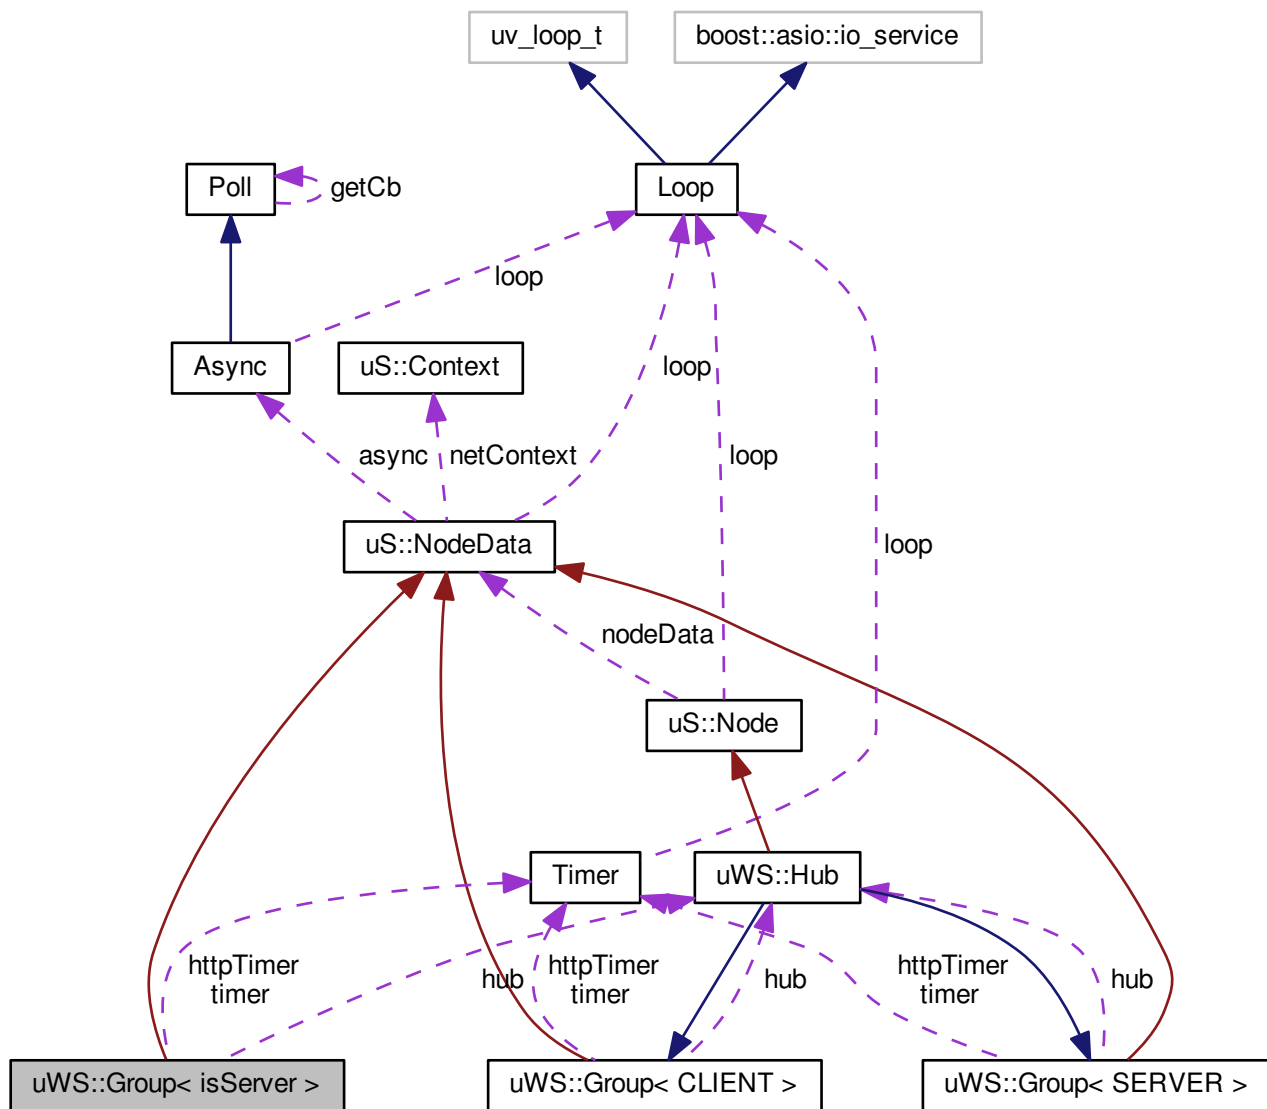 uv_loop_t
boost::asio::io_service
Poll
getCb
Loop
loop
Async
uS::Context
loop
async
netContext
loop
uS::NodeData
loop
nodeData
uS::Node
Timer
uWS::Hub
httpTimer
timer
hub
httpTimer
timer
hub
httpTimer
timer
hub
uWS::Group< isServer >
uWS::Group< CLIENT >
uWS::Group< SERVER >